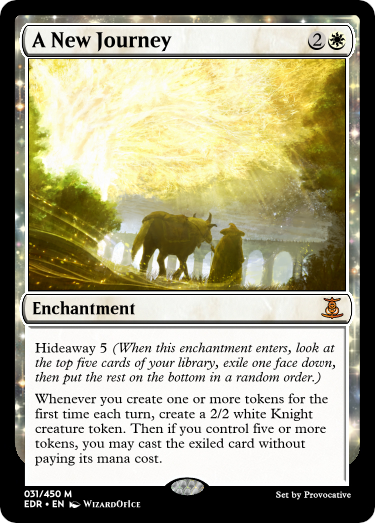 A New Journey 2
Enchantment
Hideaway 5 (When this enchantment enters, look at
the top five cards of your library, exile one face down,
then put the rest on the bottom in a random order.)
Whenever you create one or more tokens for the
first time each turn, create a 2/2 white Knight
creature token. Then if you control five or more
tokens, you may cast the exiled card without
paying its mana cost.
031/450 M
EDR • EN WizardOfIce
Set by Provocative